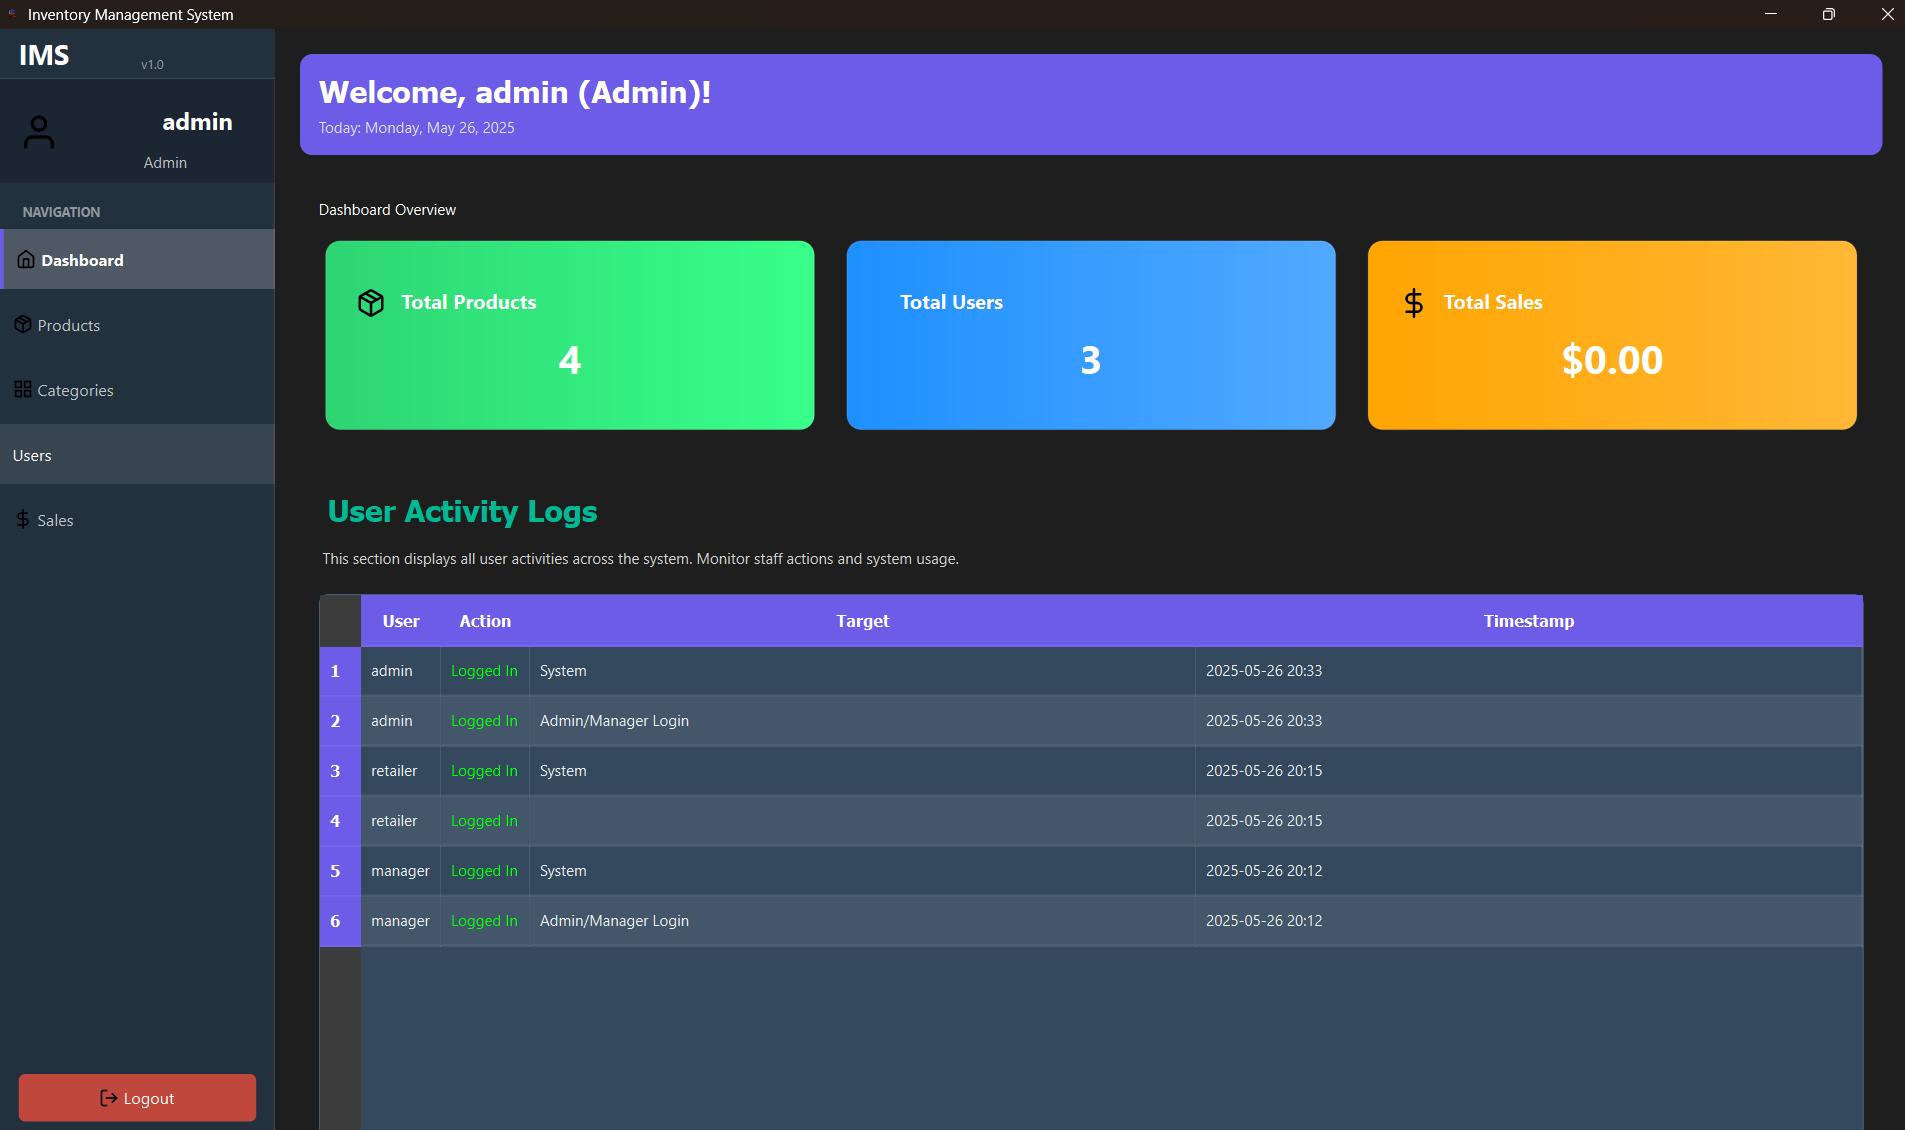 Inventory Management System
IMS v1.0
admin
Admin
NAVIGATION
Dashboard
Products
Categories
Users
Sales
Logout
Welcome, admin (Admin)!
Today: Monday, May 26, 2025
Dashboard Overview
Total Products
4
Total Users
3
Total Sales
$0.00
User Activity Logs
This section displays all user activities across the system. Monitor staff actions and system usage.
User Action Target Timestamp
1 admin Logged In System 2025-05-26 20:33
2 admin Logged In Admin/Manager Login 2025-05-26 20:33
3 retailer Logged In System 2025-05-26 20:15
4 retailer Logged In 2025-05-26 20:15
5 manager Logged In System 2025-05-26 20:12
6 manager Logged In Admin/Manager Login 2025-05-26 20:12